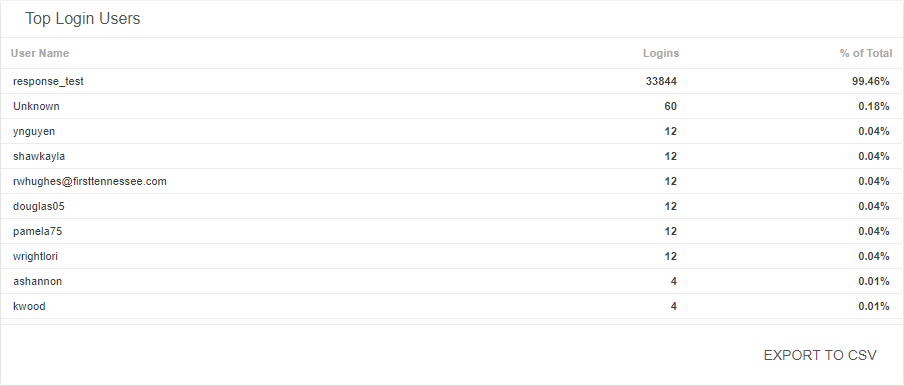 Top Login Users
User Name Logins % of Total
response_test 33844 99.46%
Unknown 60 0.18%
ynguyen 12 0.04%
shawkayla 12 0.04%
rwhughes@firsttennessee.com 12 0.04%
douglas05 12 0.04%
pamela75 12 0.04%
wrightlori 12 0.04%
ashannon 4 0.01%
kwood 4 0.01%
EXPORT TO CSV